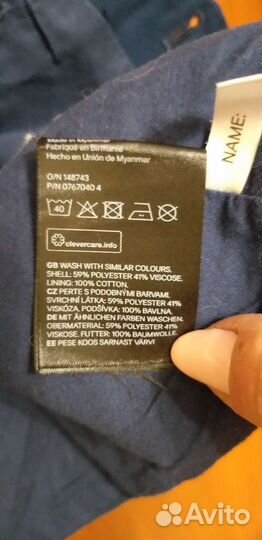 Made in Myanmar
Fabriqué en Birmanie
Hecho en Unión de Myanmar
O/N 148743
P/N 0767040 4
40
clevercare.info
GB WASH WITH SIMILAR COLOURS.
SHELL: 59% POLYESTER 41% VISCOSE.
LINING: 100% COTTON.
CZ PERTE S PODOBNÝMI BARVAMI.
SVRCHNÍ LÁTKA: 59% POLYESTER 41%
VISKÓZA. PODŠÍVKA: 100% BAVLNA.
DE MIT ÄHNLICHEN FARBEN WASCHEN.
OBERMATERIAL: 59% POLYESTER 41%
VISKOSE. FUTTER: 100% BAUMWOLLE.
EE PESE KOOS SARNAST VÄRVI
NAME:
Avito